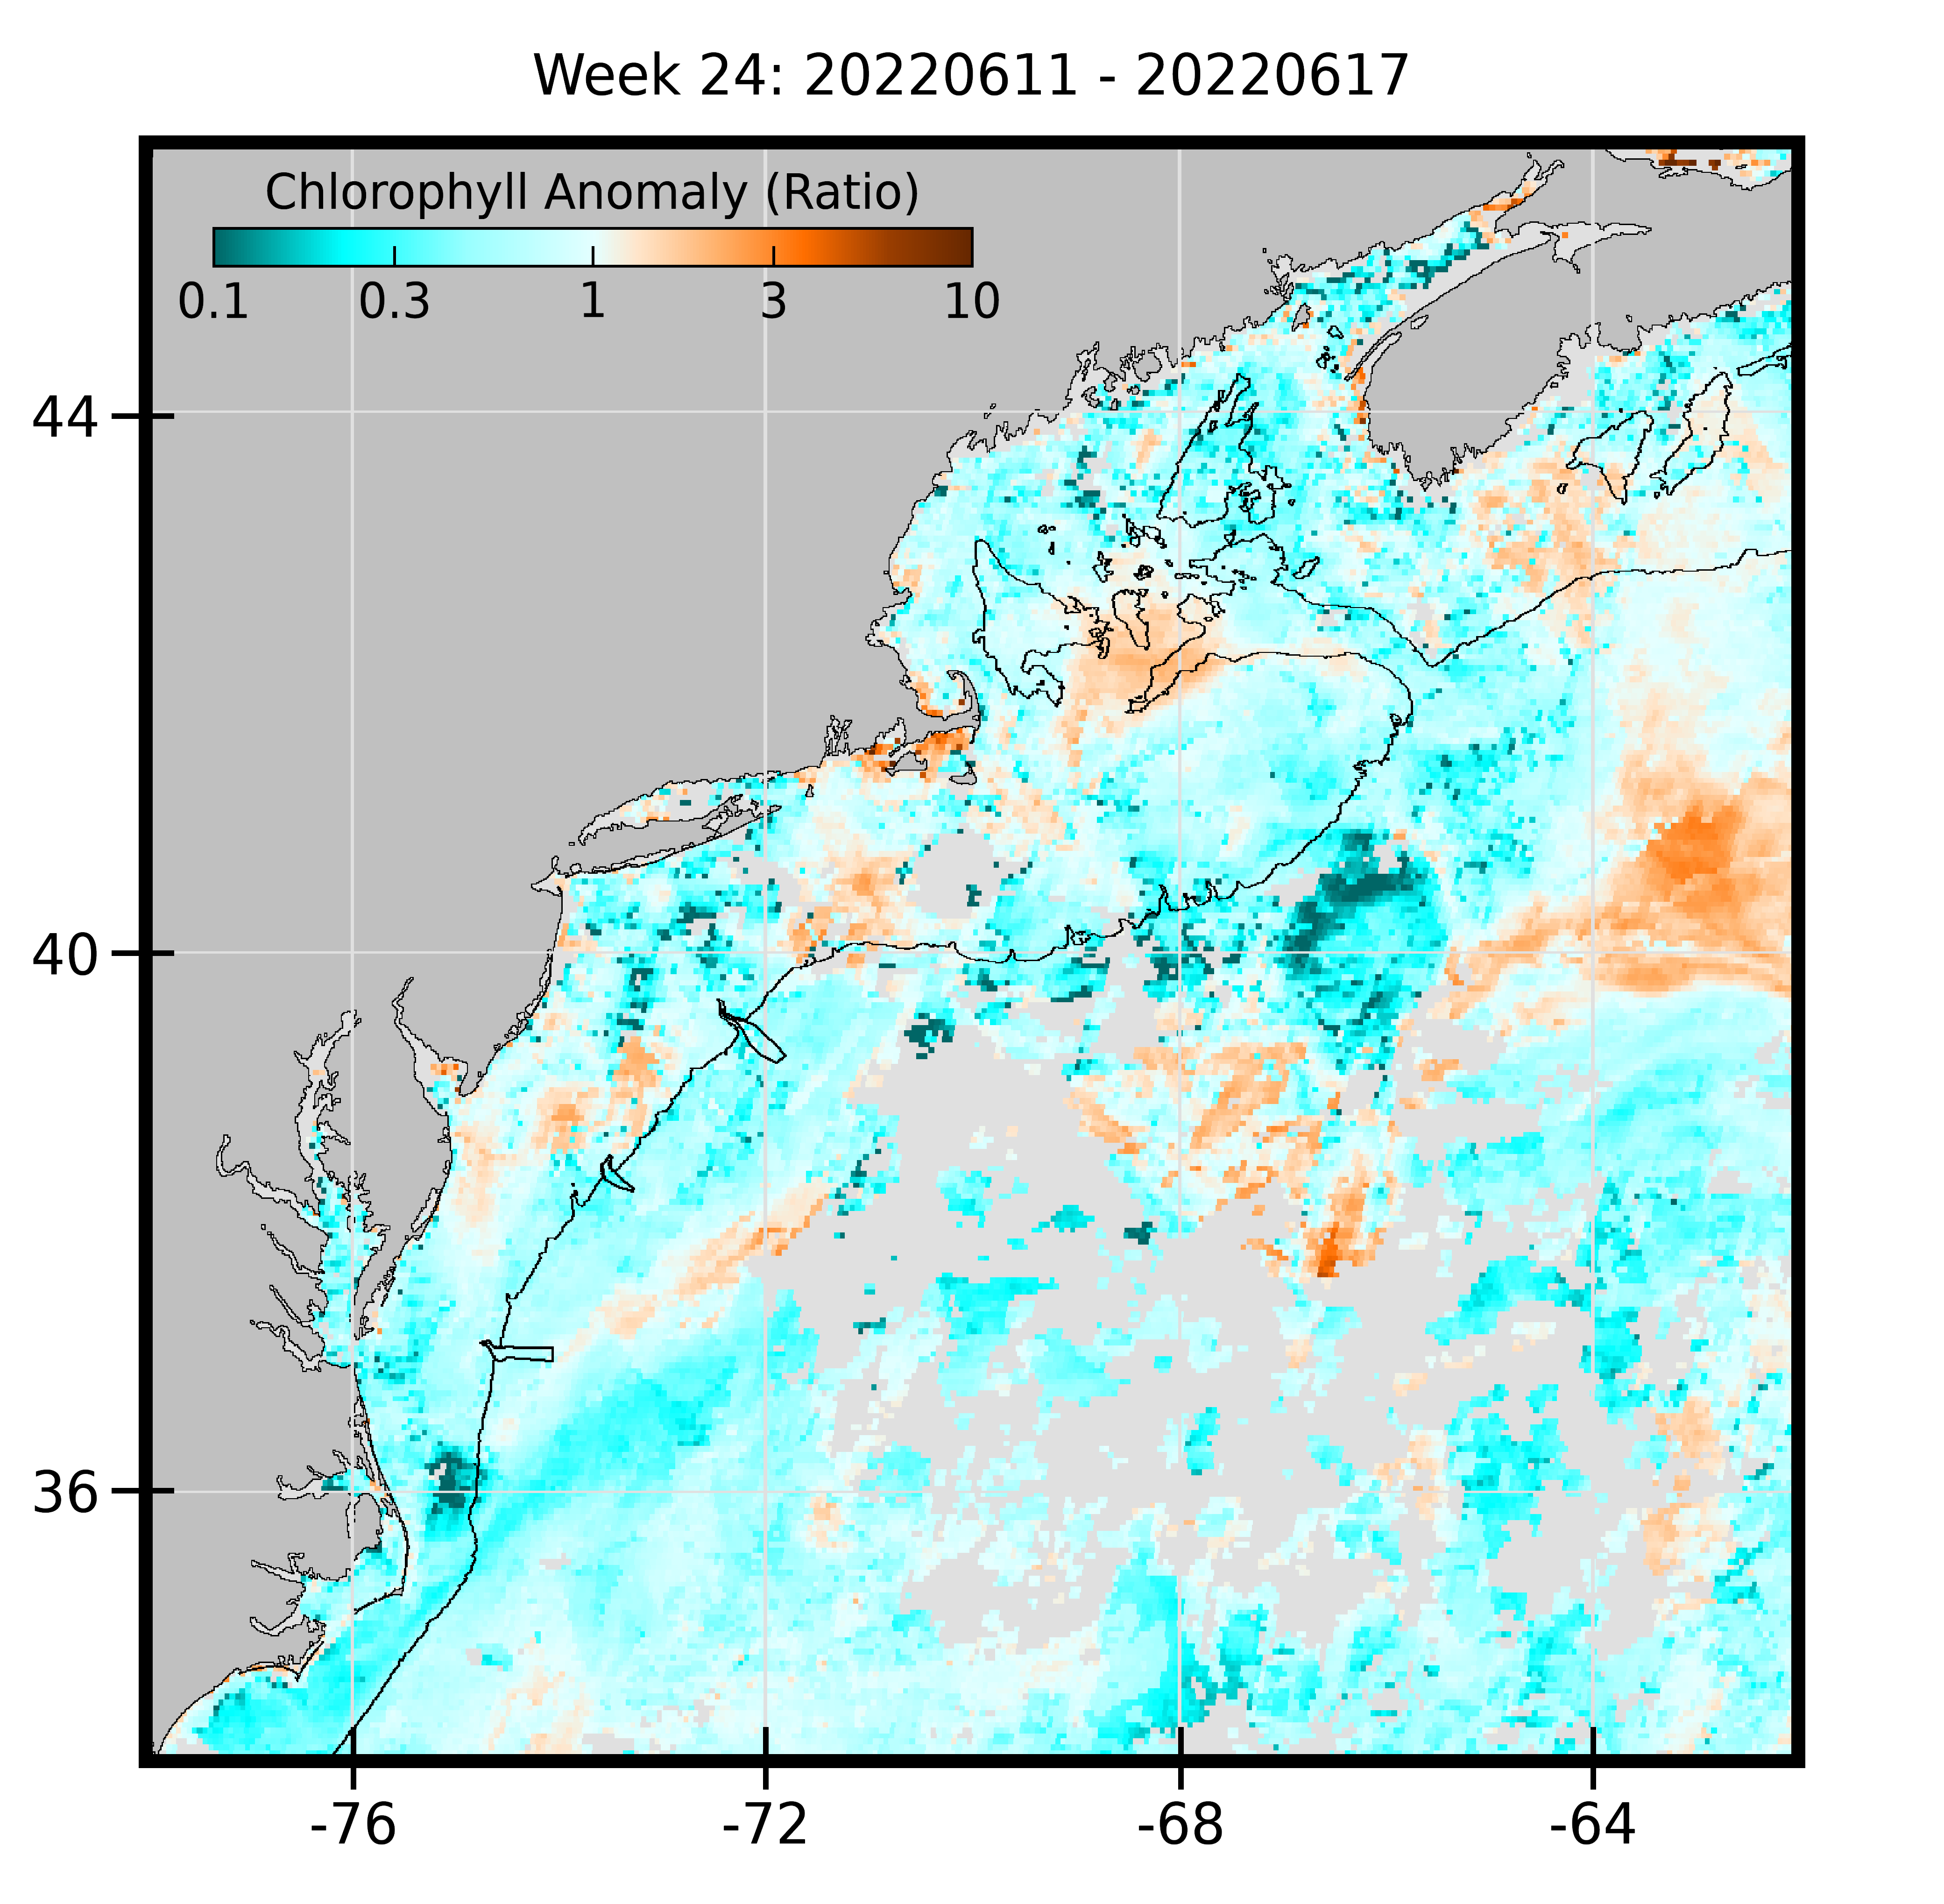 Week 24: 20220611 - 20220617
Chlorophyll Anomaly (Ratio)
0.1 0.3 1 3 10
44
40
36
-76 -72 -68 -64